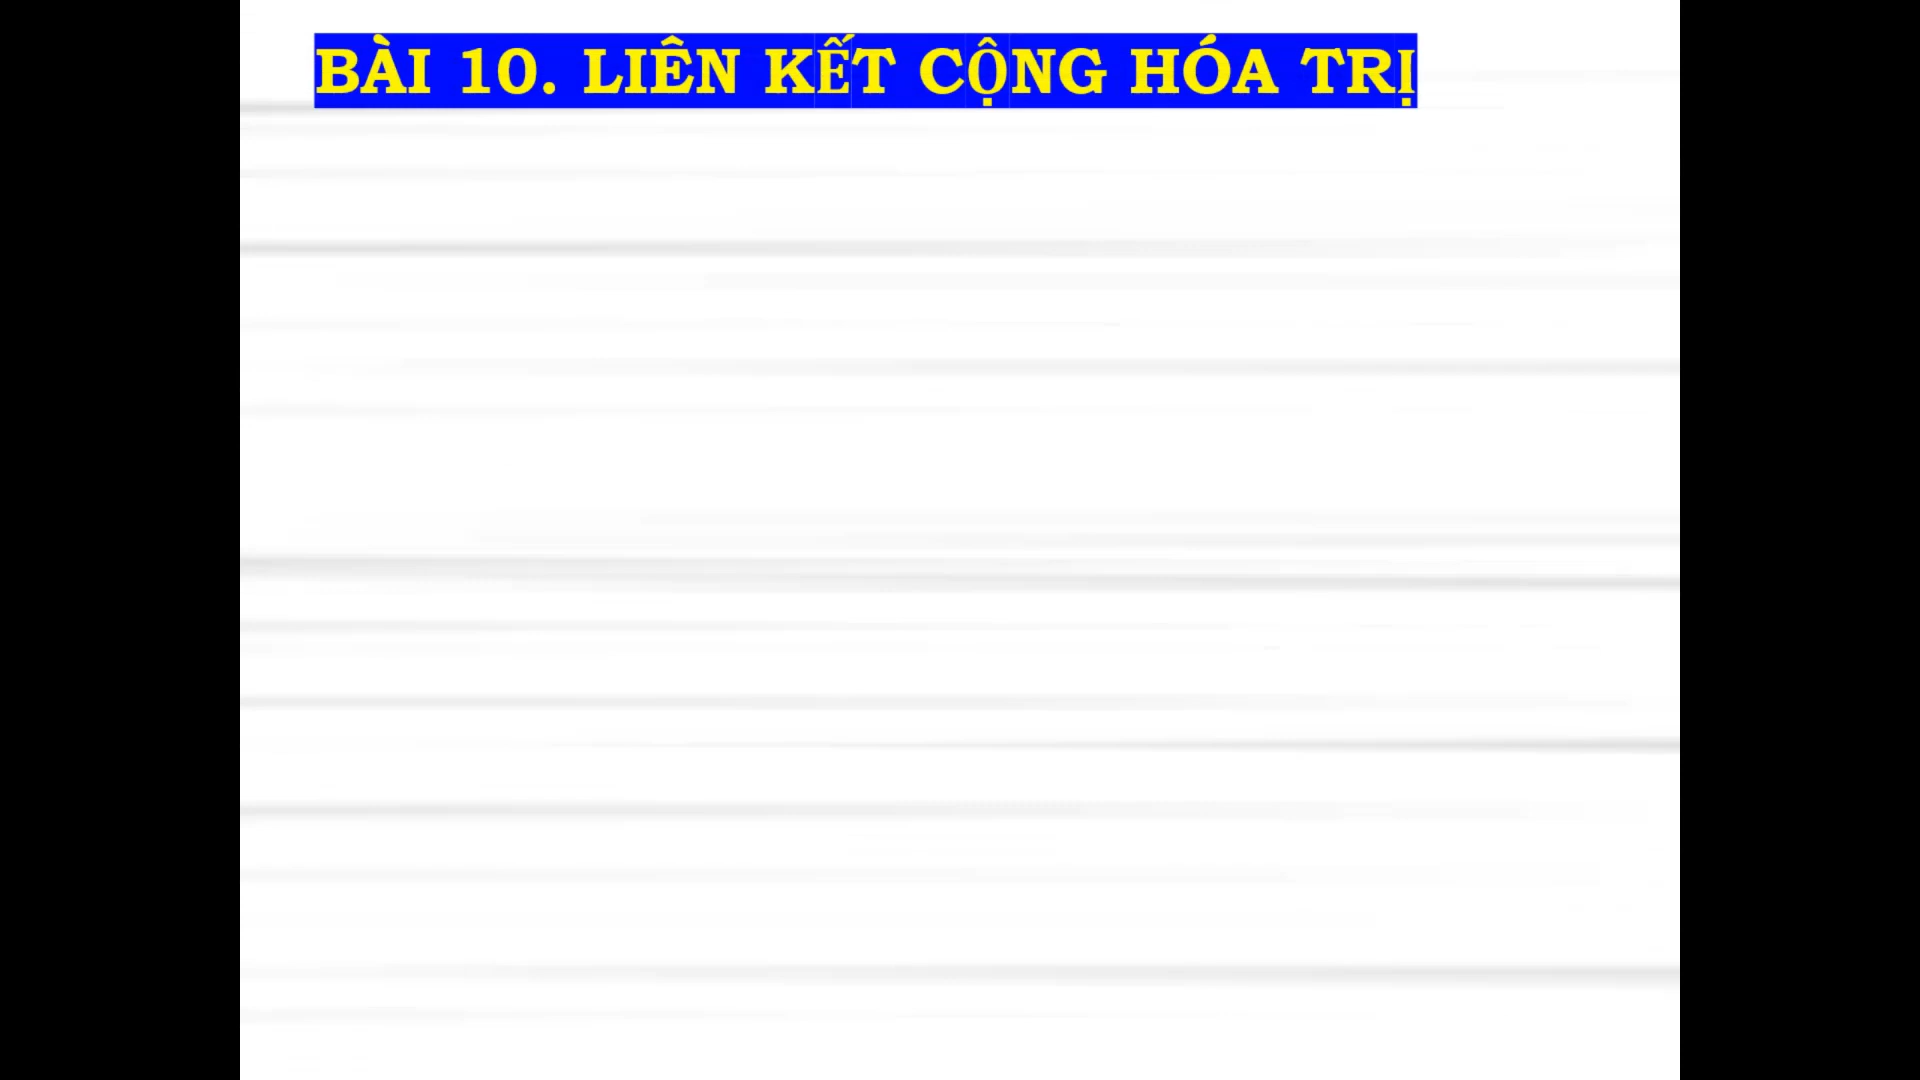 BÀI 10. LIÊN KẾT CỘNG HÓA TRỊ